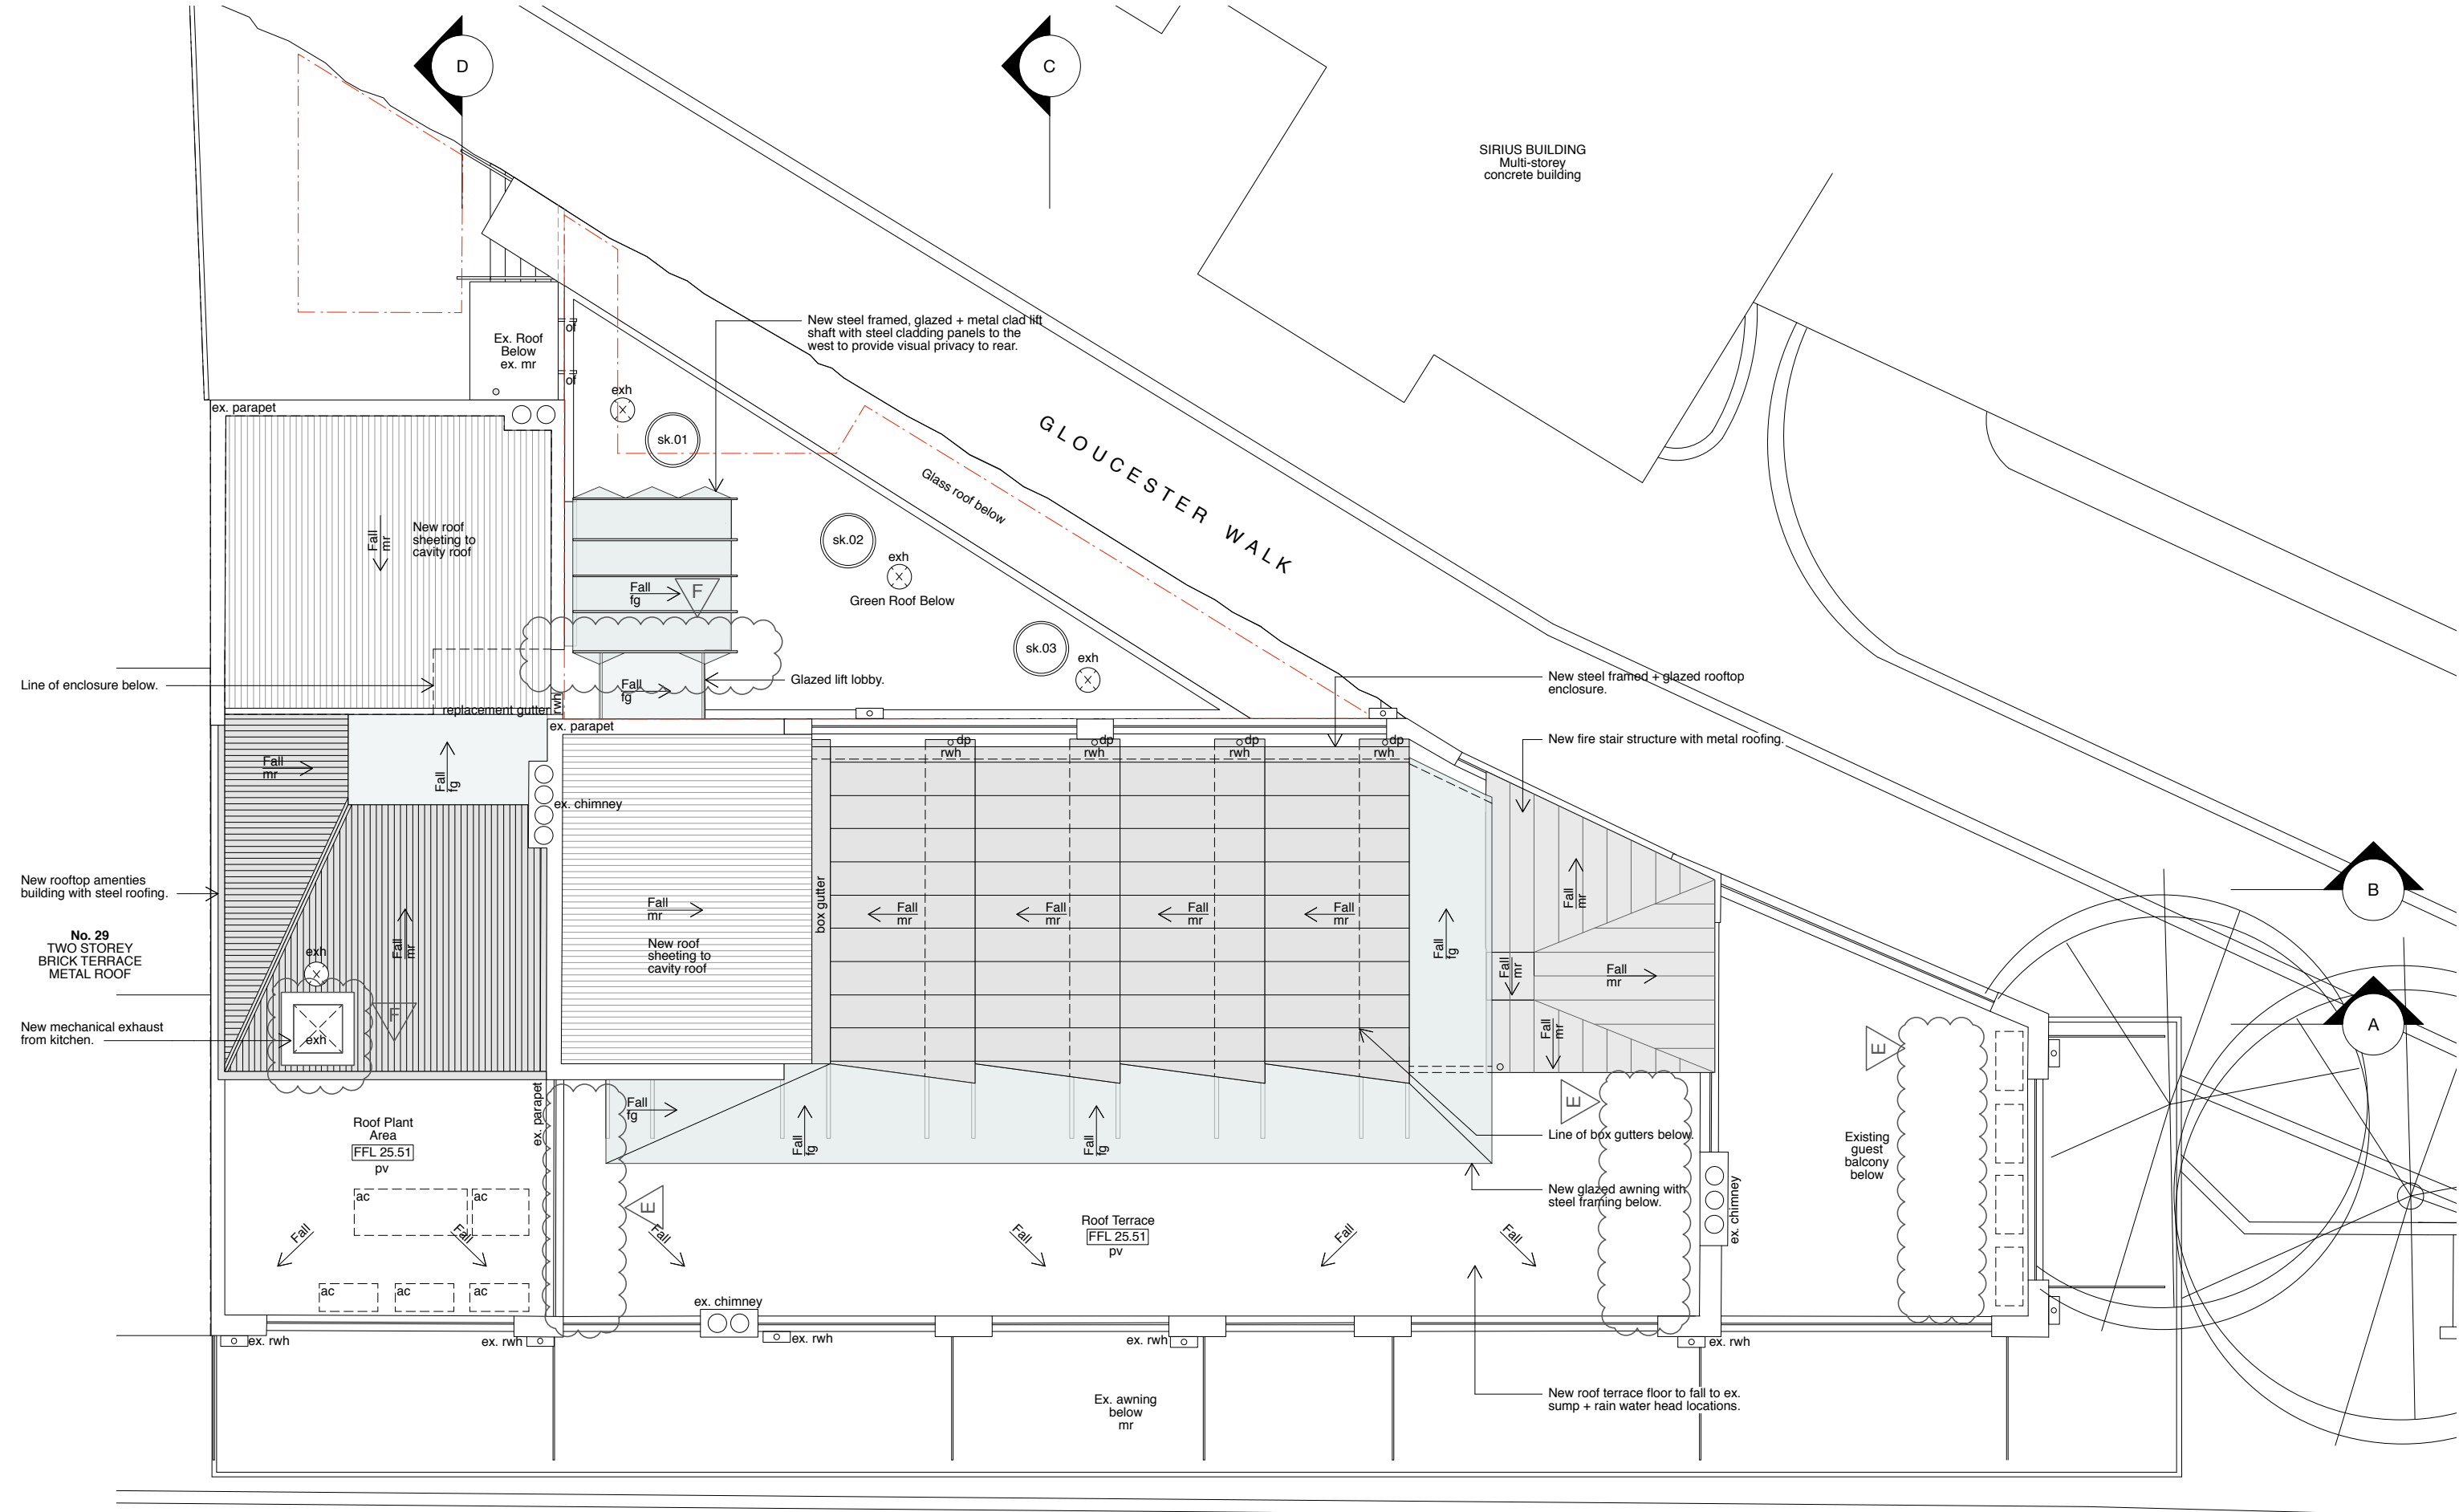 D
C
SIRIUS BUILDING
Multi-storey
concrete building
New steel framed, glazed + metal clad lift
shaft with steel cladding panels to the
west to provide visual privacy to rear.
of
Ex. Roof
Below
ex. mr
of
exh
ex. parapet
sk.01
GLOUCESTER WALK
Glass roof below
New roof
sheeting to
cavity roof
Fall
mr
sk.02
exh
Green Roof Below
Fall
fg
F
sk.03
exh
Line of enclosure below.
Glazed lift lobby.
Fall
fg
New steel framed + glazed rooftop
enclosure.
replacement gutter
rwh
ex. parapet
dp
rwh
dp
rwh
dp
rwh
dp
rwh
New fire stair structure with metal roofing.
Fall
mr
Fall
fg
ex. chimney
New rooftop amenties
building with steel roofing.
box gutter
Fall
mr
Fall
mr
Fall
mr
Fall
mr
Fall
mr
Fall
mr
B
No. 29
TWO STOREY
BRICK TERRACE
METAL ROOF
exh
Fall
mr
New roof
sheeting to
cavity roof
Fall
fg
Fall
mr
Fall
mr
New mechanical exhaust
from kitchen.
exh
F
Fall
mr
E
A
Roof Plant
Area
FFL 25.51
pv
ex. parapet
Fall
fg
Fall
fg
Fall
fg
E
Line of box gutters below.
Existing
guest
balcony
below
ac
ac
E
New glazed awning with
steel framing below.
ex. chimney
Roof Terrace
FFL 25.51
pv
Fall
Fall
Fall
Fall
Fall
Fall
ac
ac
ac
ex. chimney
ex. rwh
ex. rwh
ex. rwh
ex. rwh
ex. rwh
Ex. awning
below
mr
New roof terrace floor to fall to ex.
sump + rain water head locations.